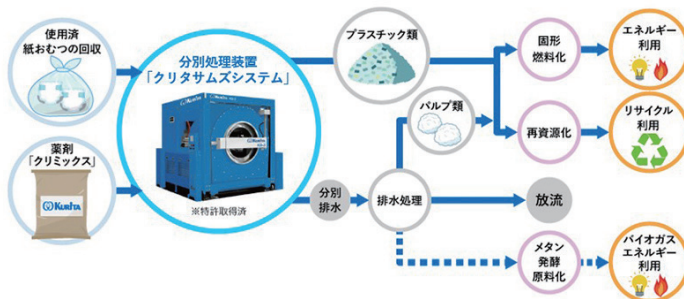 使用済
紙おむつの回収
薬剤
「クリミックス」
KURITA
分別処理装置
「クリタサムズシステム」
KURITA
※特許取得済
プラスチック類
パルプ類
分別
排水
排水処理
固形
燃料化
再資源化
放流
メタン
発酵
原料化
エネルギー
利用
リサイクル
利用
バイオガス
エネルギー
利用